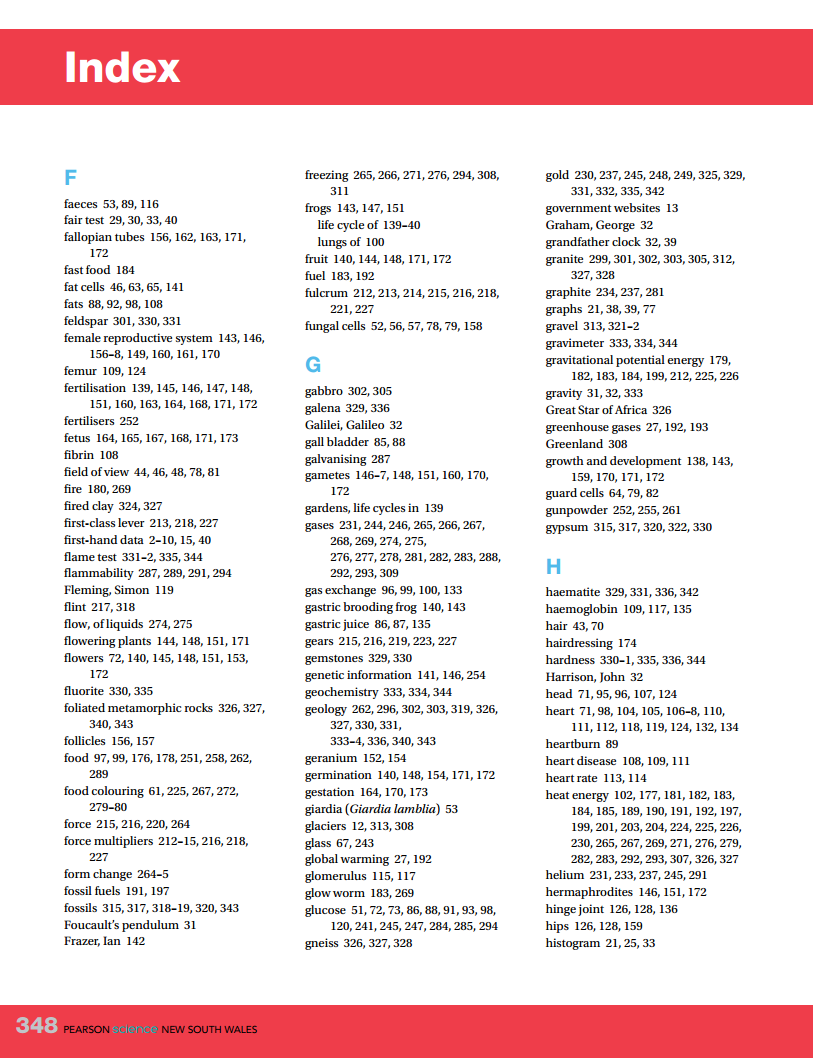 Index
F
faeces 53, 89, 116
fair test 29, 30, 33, 40
fallopian tubes 156, 162, 163, 171,
172
fast food 184
fat cells 46, 63, 65, 141
fats 88, 92, 98, 108
feldspar 301, 330, 331
female reproductive system 143, 146,
156–8, 149, 160, 161, 170
femur 109, 124
fertilisation 139, 145, 146, 147, 148,
151, 160, 163, 164, 168, 171, 172
fertilisers 252
fetus 164, 165, 167, 168, 171, 173
fibrin 108
field of view 44, 46, 48, 78, 81
fire 180, 269
fired clay 324, 327
first-class lever 213, 218, 227
first-hand data 2–10, 15, 40
flame test 331–2, 335, 344
flammability 287, 289, 291, 294
Fleming, Simon 119
flint 217, 318
flow, of liquids 274, 275
flowering plants 144, 148, 151, 171
flowers 72, 140, 145, 148, 151, 153,
172
fluorite 330, 335
foliated metamorphic rocks 326, 327,
340, 343
follicles 156, 157
food 97, 99, 176, 178, 251, 258, 262,
289
food colouring 61, 225, 267, 272,
279–80
force 215, 216, 220, 264
force multipliers 212–15, 216, 218,
227
form change 264–5
fossil fuels 191, 197
fossils 315, 317, 318–19, 320, 343
Foucault's pendulum 31
Frazer, Ian 142
freezing 265, 266, 271, 276, 294, 308,
311
frogs 143, 147, 151
life cycle of 139–40
lungs of 100
fruit 140, 144, 148, 171, 172
fuel 183, 192
fulcrum 212, 213, 214, 215, 216, 218,
221, 227
fungal cells 52, 56, 57, 78, 79, 158
G
gabbro 302, 305
galena 329, 336
Galilei, Galileo 32
gall bladder 85, 88
galvanising 287
gametes 146–7, 148, 151, 160, 170,
172
gardens, life cycles in 139
gases 231, 244, 246, 265, 266, 267,
268, 269, 274, 275,
276, 277, 278, 281, 282, 283, 288,
292, 293, 309
gas exchange 96, 99, 100, 133
gastric brooding frog 140, 143
gastric juice 86, 87, 135
gears 215, 216, 219, 223, 227
gemstones 329, 330
genetic information 141, 146, 254
geochemistry 333, 334, 344
geology 262, 296, 302, 303, 319, 326,
327, 330, 331,
333–4, 336, 340, 343
geranium 152, 154
germination 140, 148, 154, 171, 172
gestation 164, 170, 173
giardia (Giardia lamblia) 53
glaciers 12, 313, 308
glass 67, 243
global warming 27, 192
glomerulus 115, 117
glow worm 183, 269
glucose 51, 72, 73, 86, 88, 91, 93, 98,
120, 241, 245, 247, 284, 285, 294
gneiss 326, 327, 328
gold 230, 237, 245, 248, 249, 325, 329,
331, 332, 335, 342
government websites 13
Graham, George 32
grandfather clock 32, 39
granite 299, 301, 302, 303, 305, 312,
327, 328
graphite 234, 237, 281
graphs 21, 38, 39, 77
gravel 313, 321–2
gravimeter 333, 334, 344
gravitational potential energy 179,
182, 183, 184, 199, 212, 225, 226
gravity 31, 32, 333
Great Star of Africa 326
greenhouse gases 27, 192, 193
Greenland 308
growth and development 138, 143,
159, 170, 171, 172
guard cells 64, 79, 82
gunpowder 252, 255, 261
gypsum 315, 317, 320, 322, 330
H
haematite 329, 331, 336, 342
haemoglobin 109, 117, 135
hair 43, 70
hairdressing 174
hardness 330–1, 335, 336, 344
Harrison, John 32
head 71, 95, 96, 107, 124
heart 71, 98, 104, 105, 106–8, 110,
111, 112, 118, 119, 124, 132, 134
heartburn 89
heart disease 108, 109, 111
heart rate 113, 114
heat energy 102, 177, 181, 182, 183,
184, 185, 189, 190, 191, 192, 197,
199, 201, 203, 204, 224, 225, 226,
230, 265, 267, 269, 271, 276, 279,
282, 283, 292, 293, 307, 326, 327
helium 231, 233, 237, 245, 291
hermaphrodites 146, 151, 172
hinge joint 126, 128, 136
hips 126, 128, 159
histogram 21, 25, 33
348 PEARSON science NEW SOUTH WALES